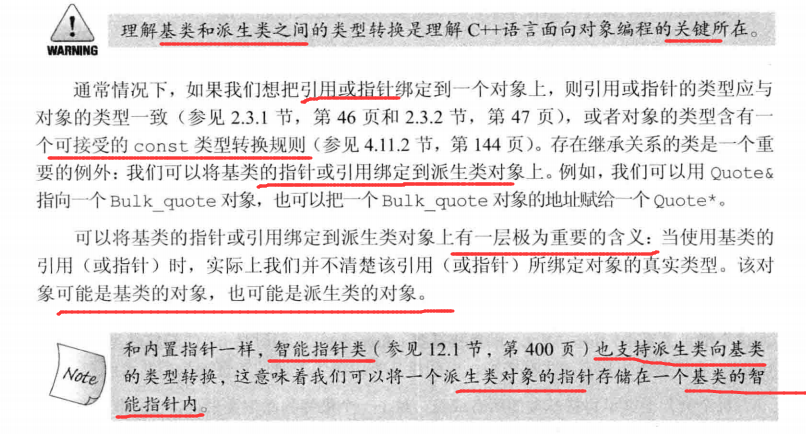 理解基类和派生类之间的类型转换是理解 C++语言面向对象编程的关键所在。
WARNING
通常情况下，如果我们想把引用或指针绑定到一个对象上，则引用或指针的类型应与
对象的类型一致（参见 2.3.1 节，第 46 页和 2.3.2 节，第 47 页），或者对象的类型含有一
个可接受的 const 类型转换规则（参见 4.11.2 节，第 144 页）。存在继承关系的类是一个重
要的例外：我们可以将基类的指针或引用绑定到派生类对象上。例如，我们可以用 Quote&
指向一个 Bulk_quote 对象，也可以把一个 Bulk_quote 对象的地址赋给一个 Quote*。
可以将基类的指针或引用绑定到派生类对象上有一层极为重要的含义：当使用基类的
引用（或指针）时，实际上我们并不清楚该引用（或指针）所绑定对象的真实类型。该对
象可能是基类的对象，也可能是派生类的对象。
和内置指针一样，智能指针类（参见 12.1 节，第 400 页）也支持派生类向基类
Note
的类型转换，这意味着我们可以将一个派生类对象的指针存储在一个基类的智
能指针内。